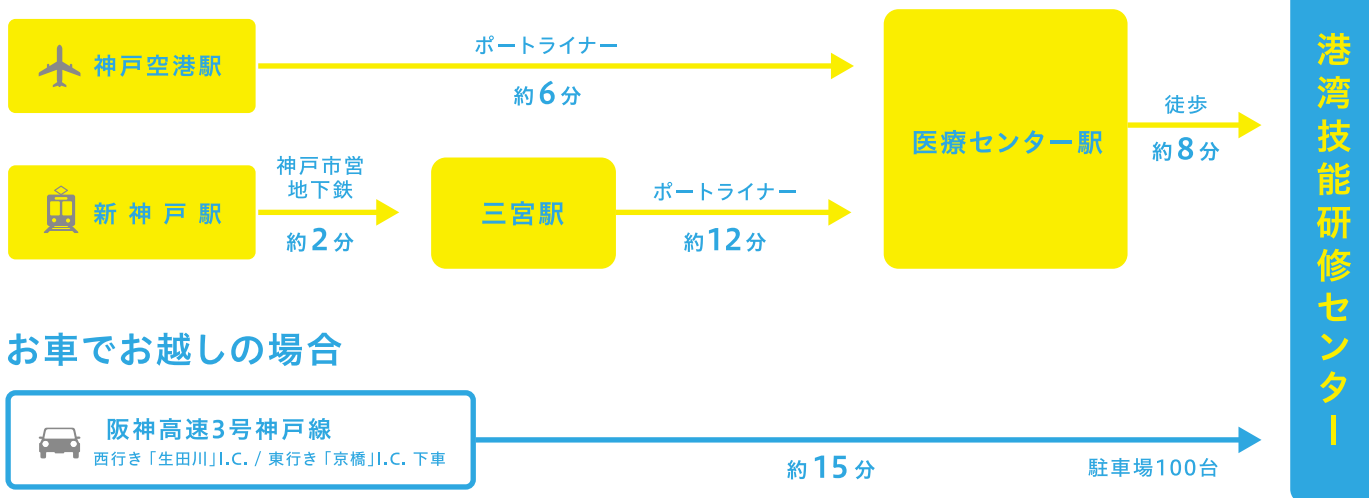 神戸空港駅
ポートライナー
約6分
新神戸駅
神戸市営
地下鉄
約2分
三宮駅
ポートライナー
約12分
医療センター駅
徒歩
約8分
港湾技能研修センター
お車でお越しの場合
阪神高速3号神戸線
西行き「生田川」I.C. / 東行き「京橋」I.C. 下車
約15分
駐車場100台